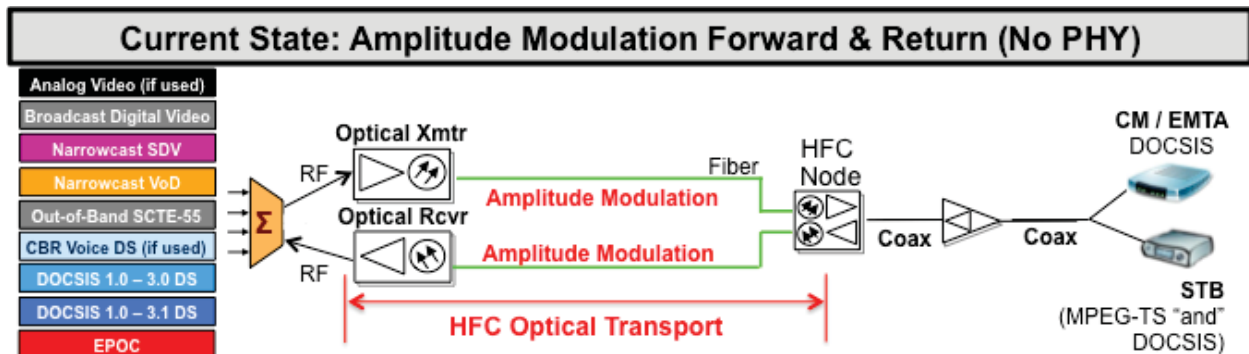 Current State: Amplitude Modulation Forward & Return (No PHY)
Analog Video (if used)
Broadcast Digital Video
Narrowcast SDV
Narrowcast VoD
Out-of-Band SCTE-55
CBR Voice DS (if used)
DOCSIS 1.0 – 3.0 DS
DOCSIS 1.0 – 3.1 DS
EPOC
Σ
RF
RF
Optical Xmtr
Optical Rcvr
Amplitude Modulation
Amplitude Modulation
Fiber
HFC Optical Transport
HFC
Node
Coax
Coax
CM / EMTA
DOCSIS
STB
(MPEG-TS “and”
DOCSIS)